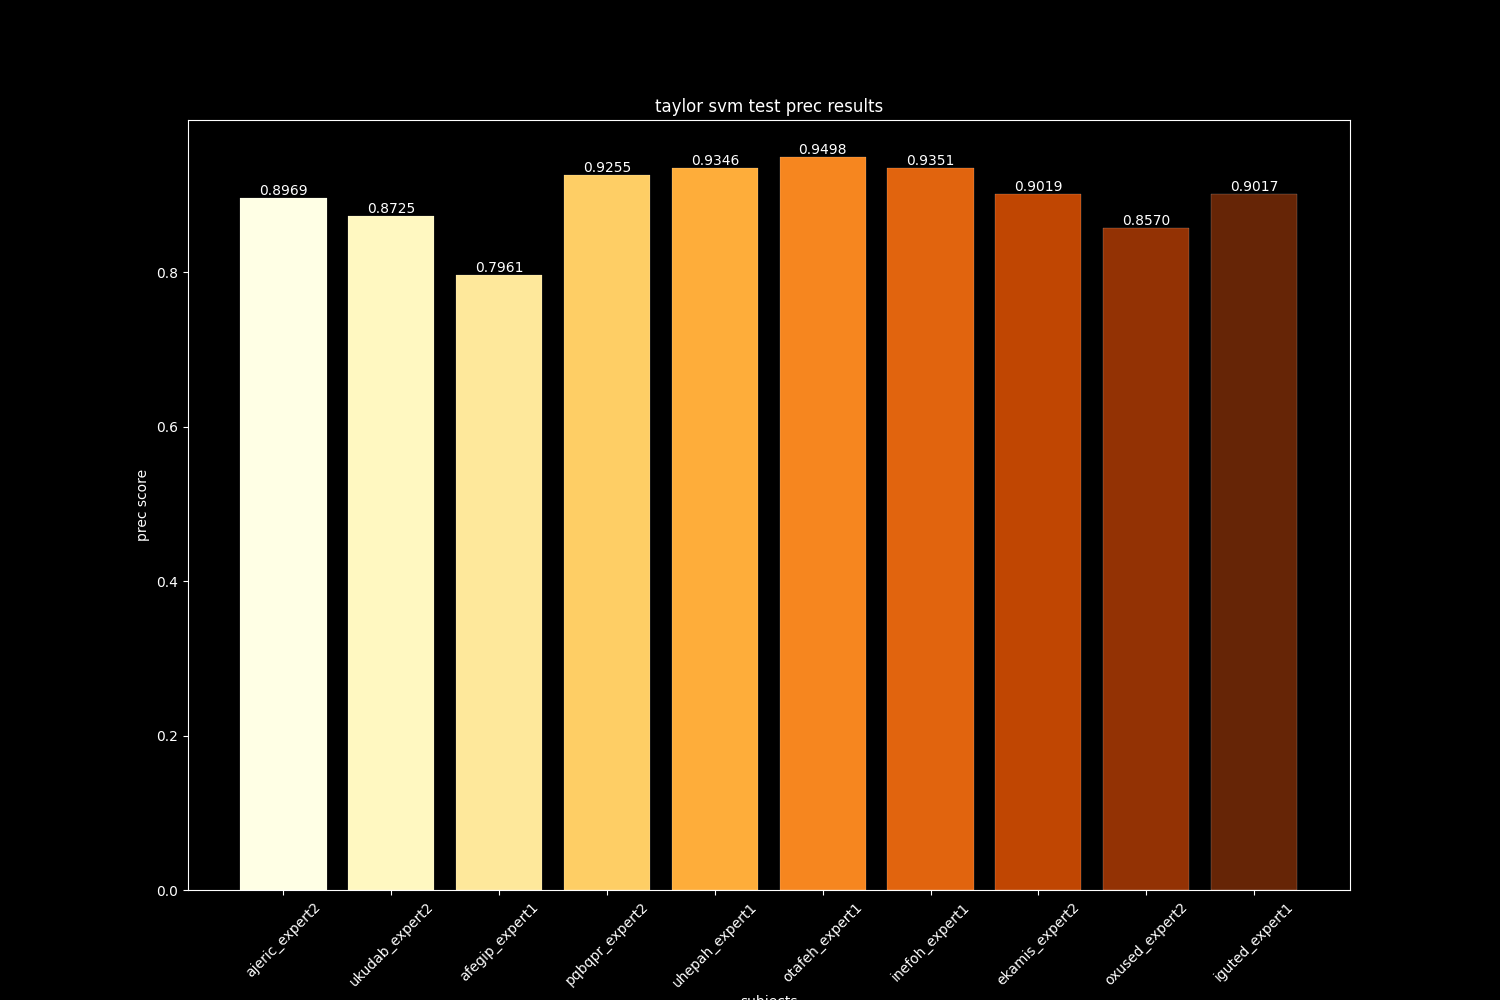 taylor svm test prec results
0.8969
0.8725
0.7961
0.9255
0.9346
0.9498
0.9351
0.9019
0.8570
0.9017
0.8
0.6
0.4
0.2
0.0
prec score
ajeric_expert2
ukudab_expert2
afegip_expert1
pqbqpr_expert2
uhepah_expert1
otafeh_expert1
inefoh_expert1
ekamis_expert2
oxused_expert2
iguted_expert1
subjects